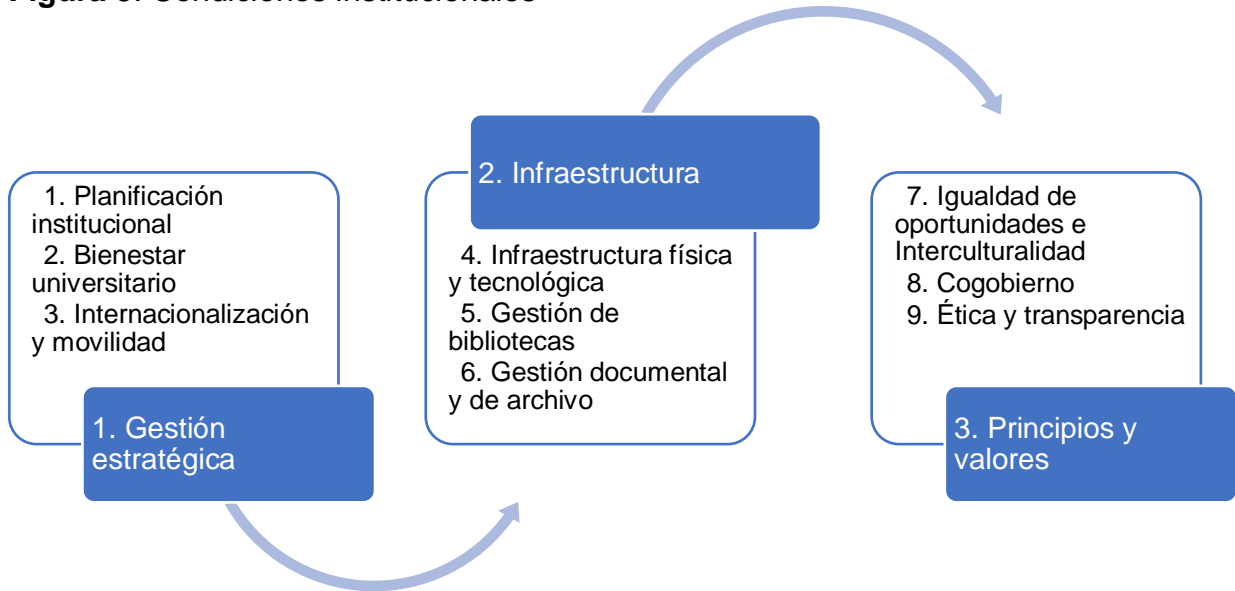 Figura 3. Condiciones institucionales
1. Planificación
institucional
2. Bienestar
universitario
3. Internacionalización
y movilidad
1. Gestión
estratégica
2. Infraestructura
4. Infraestructura física
y tecnológica
5. Gestión de
bibliotecas
6. Gestión documental
y de archivo
7. Igualdad de
oportunidades e
Interculturalidad
8. Cogobierno
9. Ética y transparencia
3. Principios y
valores